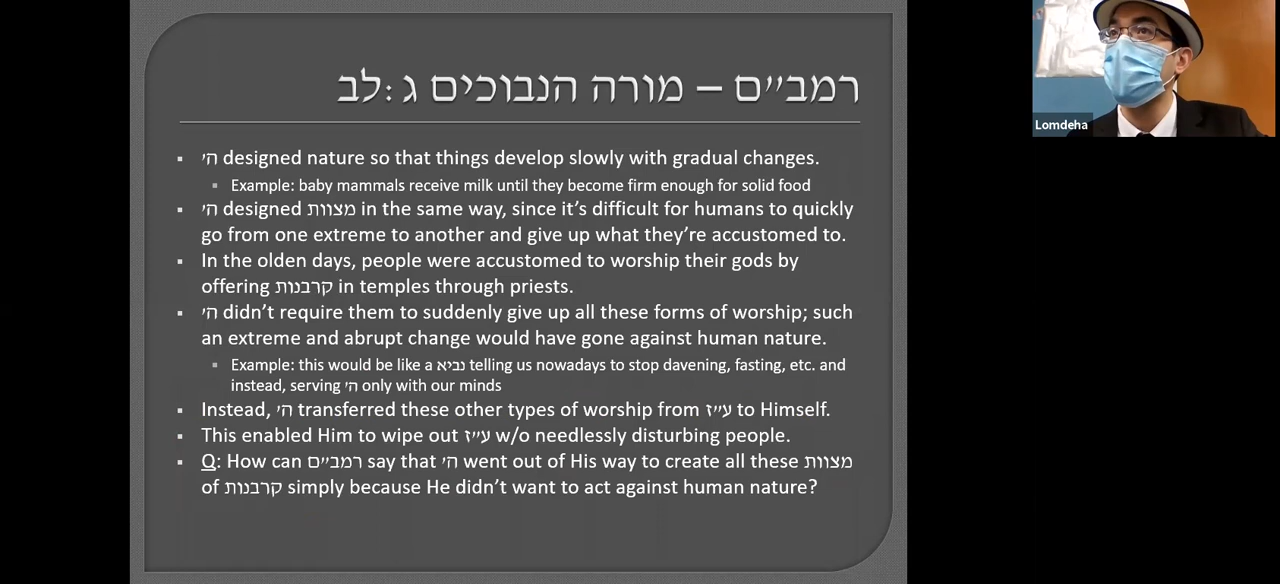 רמב״ם – מורה הנבוכים ג:לב
▪ ה׳ designed nature so that things develop slowly with gradual changes.
▪ Example: baby mammals receive milk until they become firm enough for solid food
▪ ה׳ designed מצוות in the same way, since it's difficult for humans to quickly
go from one extreme to another and give up what they're accustomed to.
▪ In the olden days, people were accustomed to worship their gods by
offering קרבנות in temples through priests.
▪ ה׳ didn't require them to suddenly give up all these forms of worship; such
an extreme and abrupt change would have gone against human nature.
▪ Example: this would be like a נביא telling us nowadays to stop davening, fasting, etc. and
instead, serving ה׳ only with our minds
▪ Instead, ה׳ transferred these other types of worship from ע״ז to Himself.
▪ This enabled Him to wipe out ע״ז w/o needlessly disturbing people.
▪ Q: How can רמב״ם say that ה׳ went out of His way to create all these מצוות
of קרבנות simply because He didn't want to act against human nature?
Lomdeha